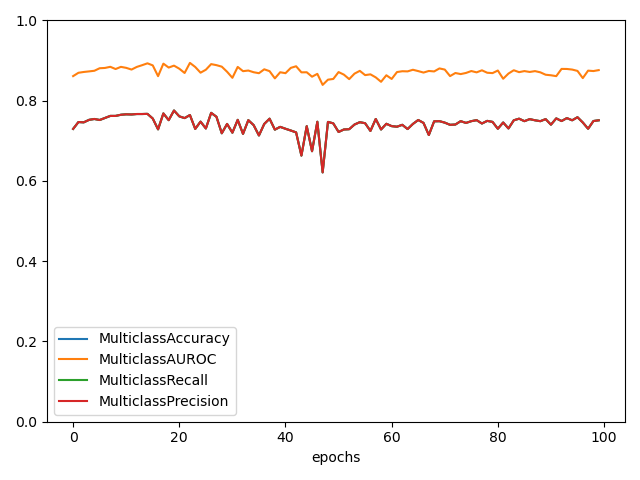 1.0
0.8
0.6
0.4
0.2
0.0
MulticlassAccuracy
MulticlassAUROC
MulticlassRecall
MulticlassPrecision
0 20 40 60 80 100
epochs